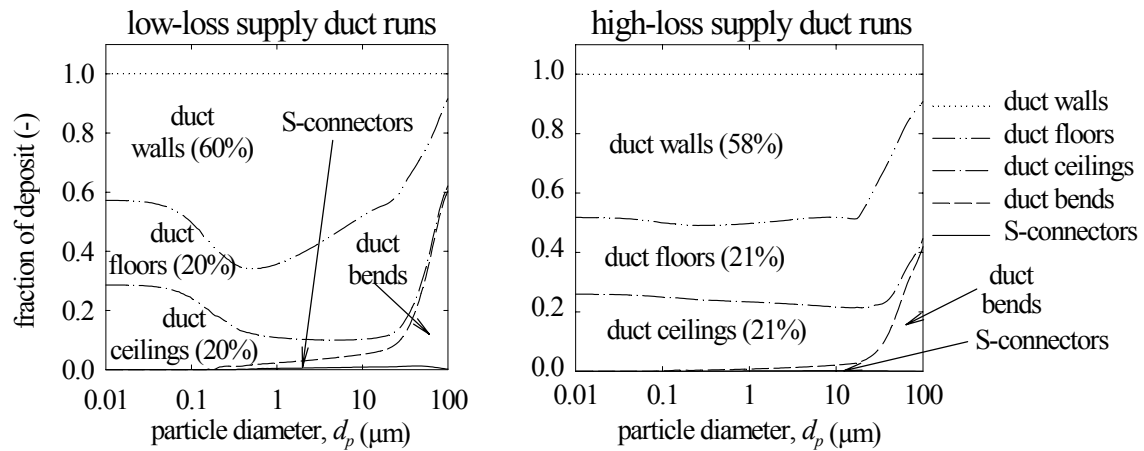 low-loss supply duct runs
high-loss supply duct runs
fraction of deposit (-)
1.0
0.8
0.6
0.4
0.2
0.0
duct
walls (60%)
S-connectors
duct
floors (20%)
duct
bends
duct
ceilings (20%)
0.01
0.1
1
10
100
particle diameter, dₚ (μm)
1.0
0.8
0.6
0.4
0.2
0.0
duct walls (58%)
duct floors (21%)
duct ceilings (21%)
0.01
0.1
1
10
100
particle diameter, dₚ (μm)
duct walls
duct floors
duct ceilings
duct bends
S-connectors
duct
bends
S-connectors